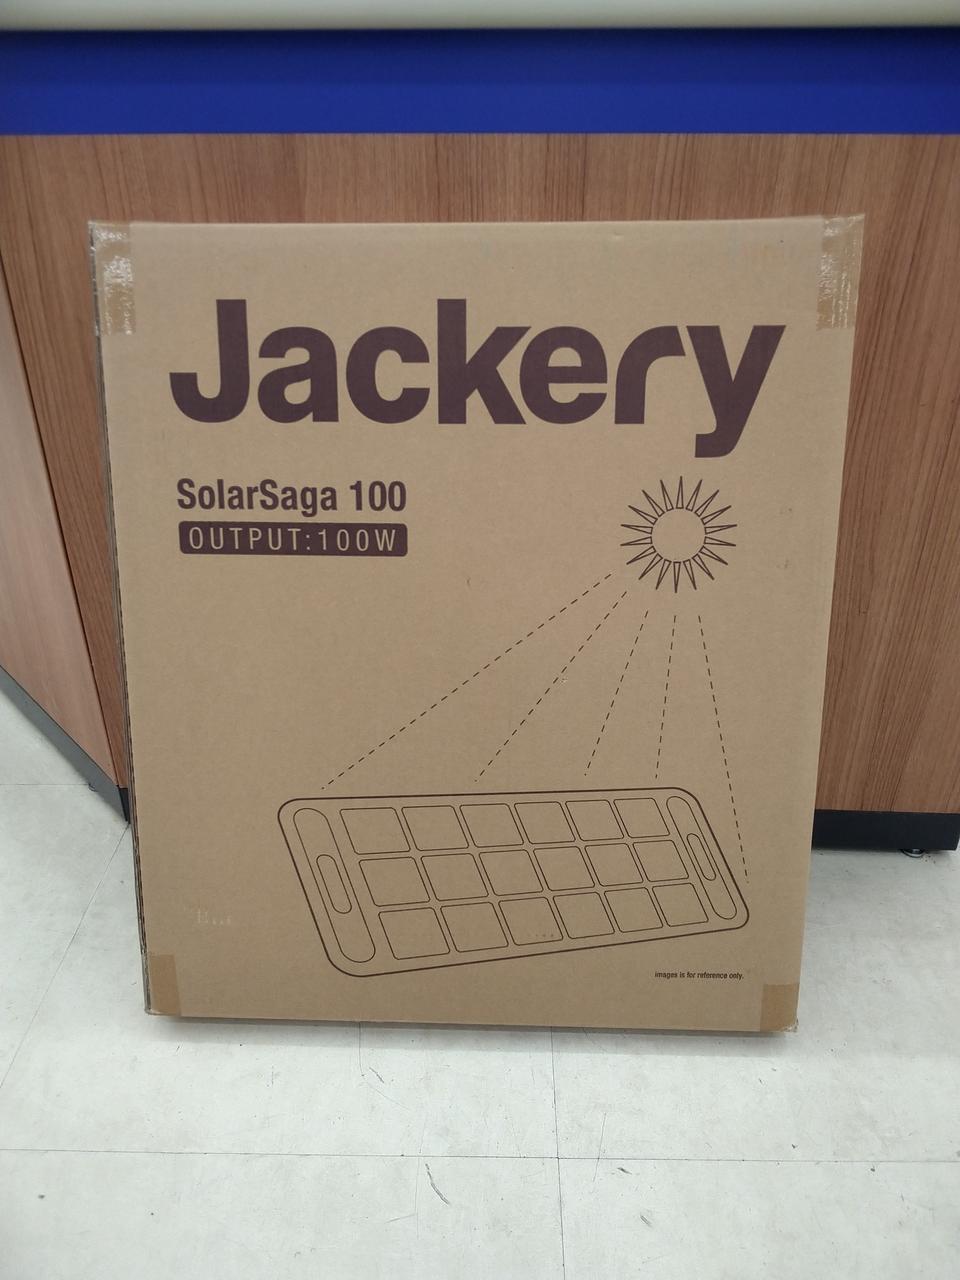 Jackery
SolarSaga 100
OUTPUT:100W
images is for reference only.